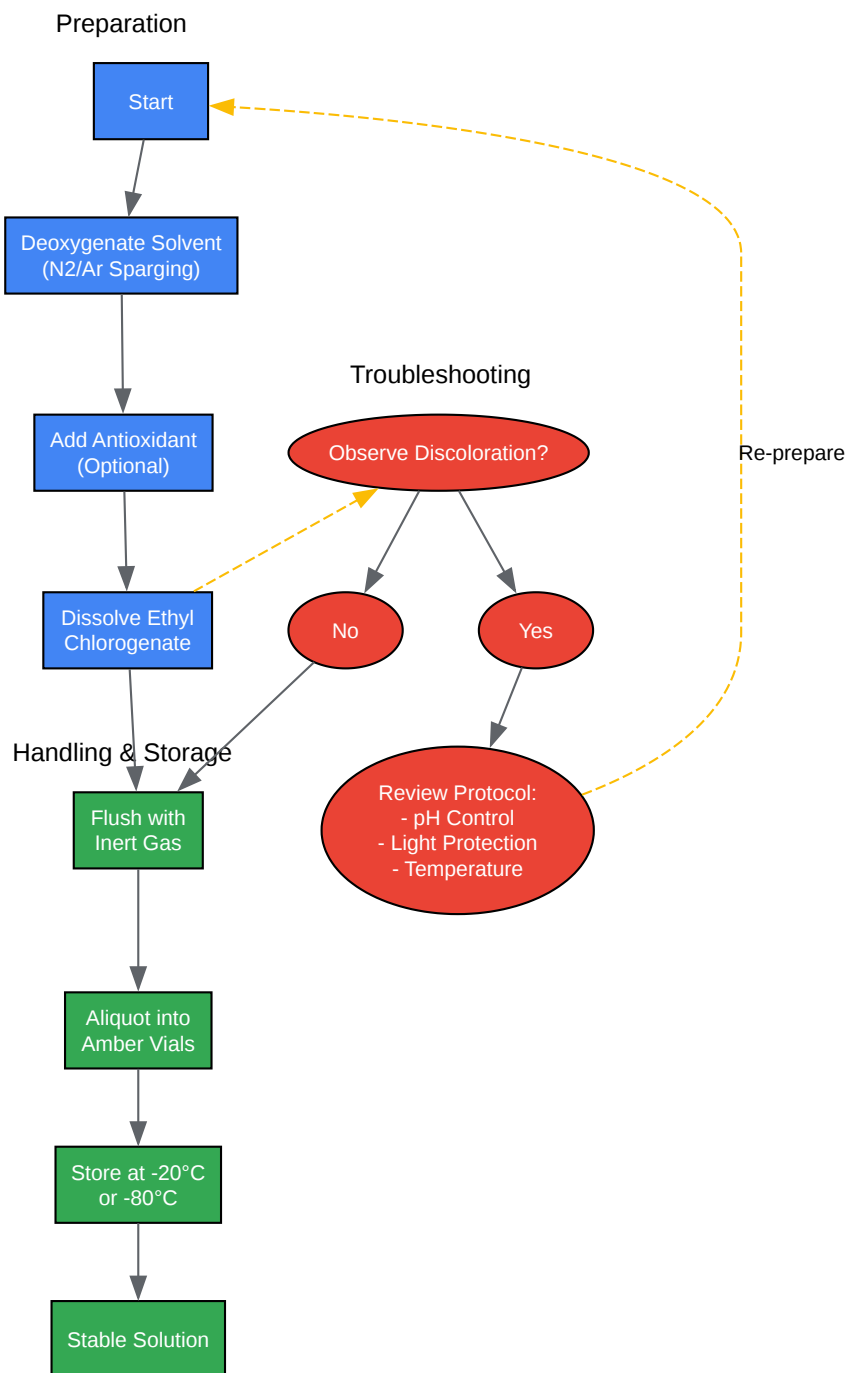 Preparation
Start
Deoxygenate Solvent
(N2/Ar Sparging)
Add Antioxidant
(Optional)
Dissolve Ethyl
Chlorogenate
Troubleshooting
Observe Discoloration?
No
Yes
Review Protocol:
- pH Control
- Light Protection
- Temperature
Re-prepare
Handling & Storage
Flush with
Inert Gas
Aliquot into
Amber Vials
Store at -20°C
or -80°C
Stable Solution